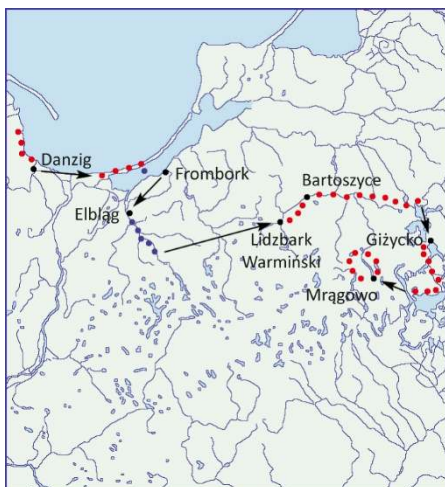 Danzig
Frombork
Bartoszyce
Elbląg
Lidzbark
Warmiński
Giżycko
Mrągowo